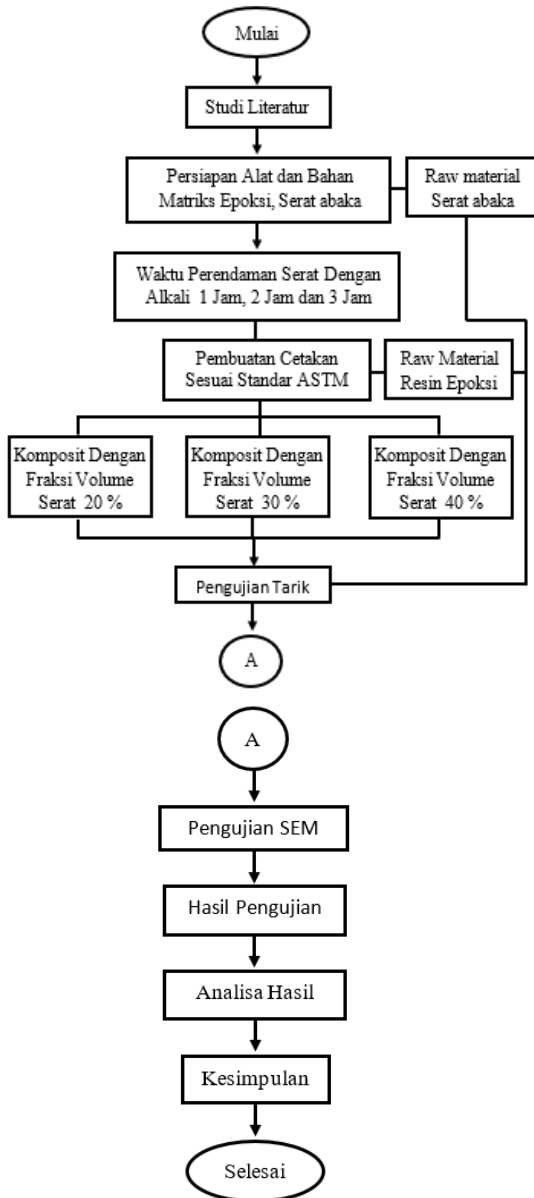 Mulai
Studi Literatur
Persiapan Alat dan Bahan
Matriks Epoksi, Serat abaka
Raw material
Serat abaka
Waktu Perendaman Serat Dengan
Alkali 1 Jam, 2 Jam dan 3 Jam
Pembuatan Cetakan
Sesuai Standar ASTM
Raw Material
Resin Epoksi
Komposit Dengan
Fraksi Volume
Serat 20 %
Komposit Dengan
Fraksi Volume
Serat 30 %
Komposit Dengan
Fraksi Volume
Serat 40 %
Pengujian Tarik
A
A
Pengujian SEM
Hasil Pengujian
Analisa Hasil
Kesimpulan
Selesai